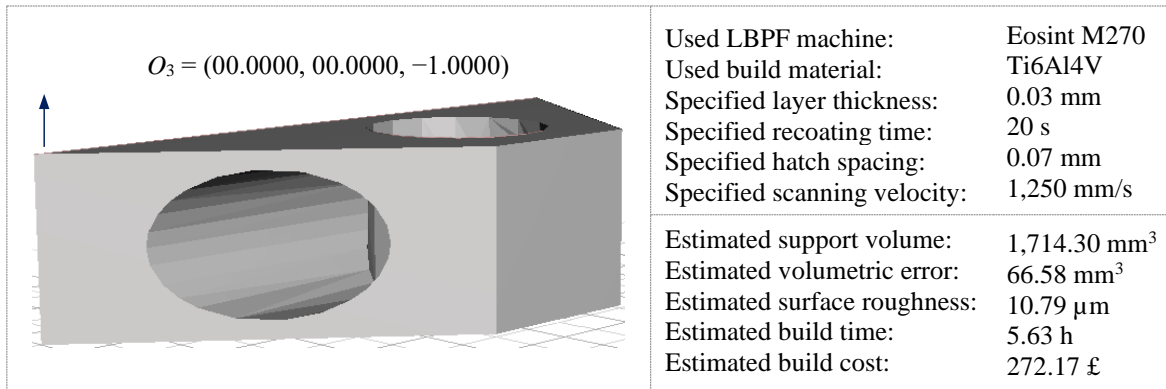 O₃ = (00.0000, 00.0000, −1.0000)
Used LBPF machine: Eosint M270
Used build material: Ti6Al4V
Specified layer thickness: 0.03 mm
Specified recoating time: 20 s
Specified hatch spacing: 0.07 mm
Specified scanning velocity: 1,250 mm/s
Estimated support volume: 1,714.30 mm³
Estimated volumetric error: 66.58 mm³
Estimated surface roughness: 10.79 µm
Estimated build time: 5.63 h
Estimated build cost: 272.17 £